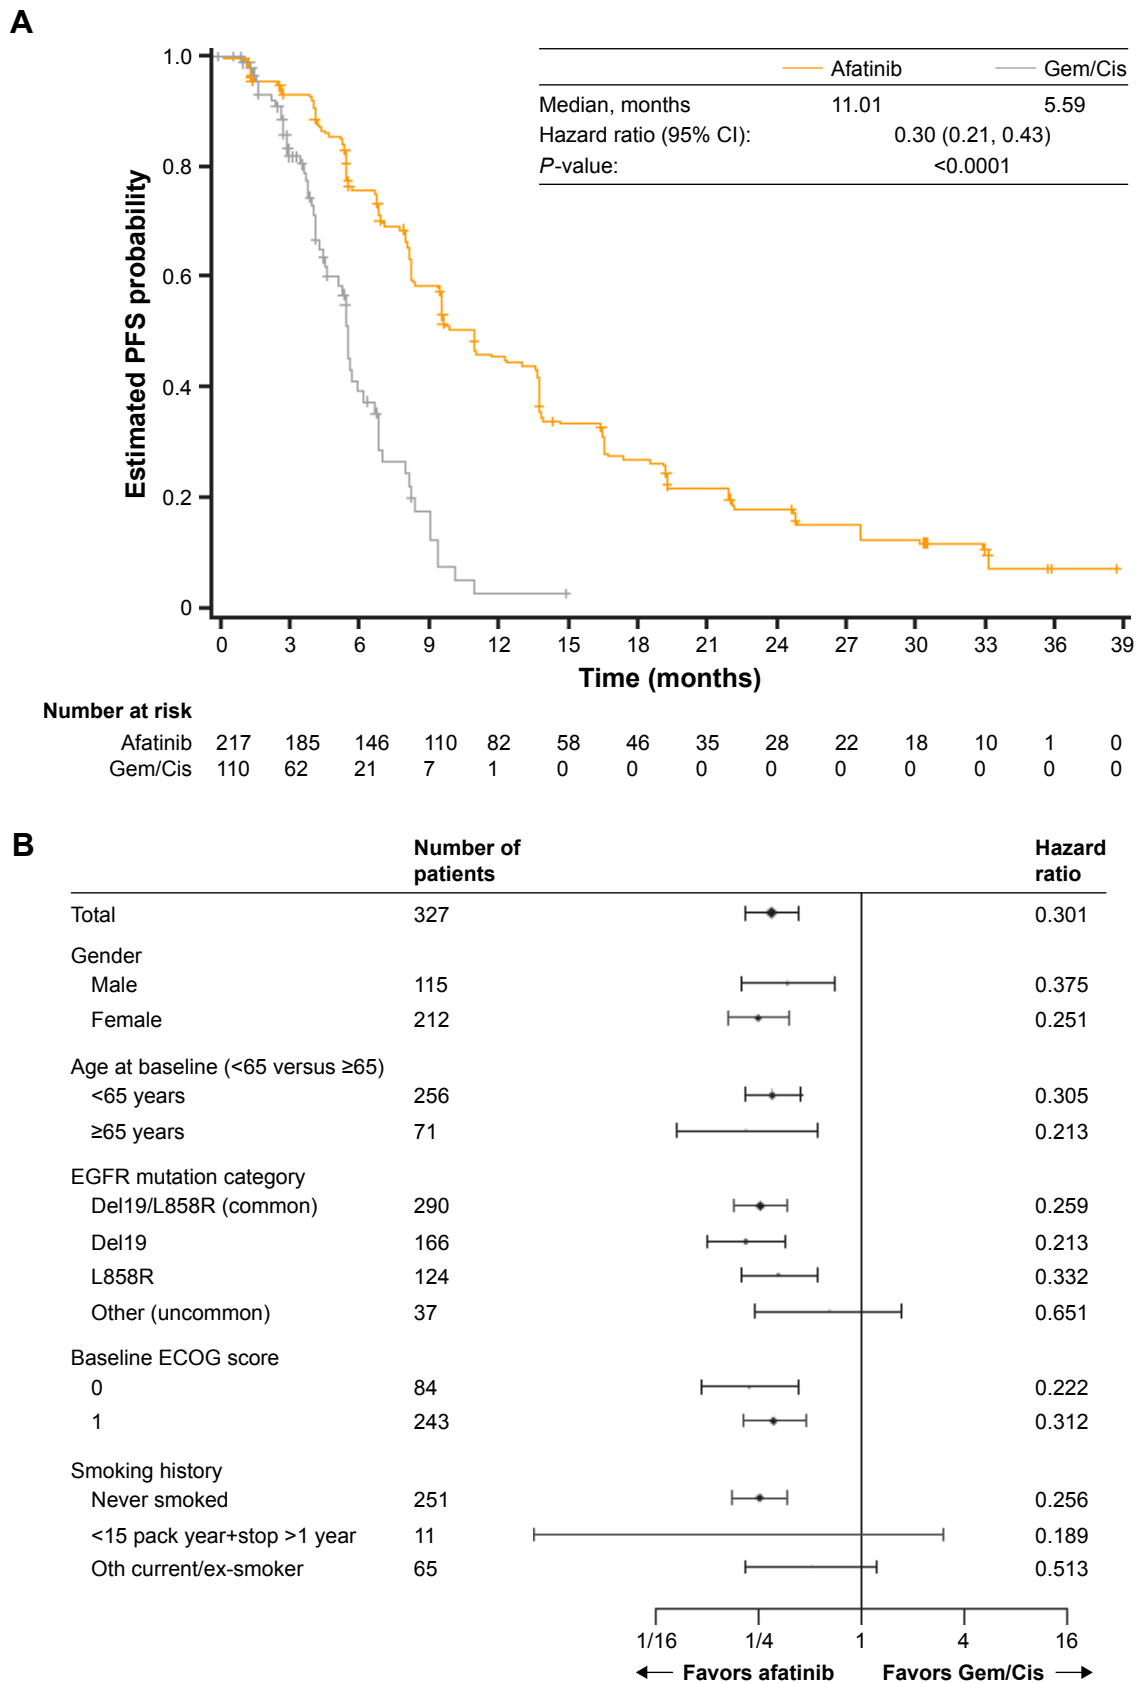 A
Afatinib Gem/Cis
Median, months 11.01 5.59
Hazard ratio (95% CI): 0.30 (0.21, 0.43)
P-value: <0.0001
Estimated PFS probability
1.0
0.8
0.6
0.4
0.2
0
0 3 6 9 12 15 18 21 24 27 30 33 36 39
Time (months)
Number at risk
Afatinib 217 185 146 110 82 58 46 35 28 22 18 10 1 0
Gem/Cis 110 62 21 7 1 0 0 0 0 0 0 0 0 0
B
Number of patients Hazard ratio
Total 327 0.301
Gender
Male 115 0.375
Female 212 0.251
Age at baseline (<65 versus ≥65)
<65 years 256 0.305
≥65 years 71 0.213
EGFR mutation category
Del19/L858R (common) 290 0.259
Del19 166 0.213
L858R 124 0.332
Other (uncommon) 37 0.651
Baseline ECOG score
0 84 0.222
1 243 0.312
Smoking history
Never smoked 251 0.256
<15 pack year+stop >1 year 11 0.189
Oth current/ex-smoker 65 0.513
1/16 1/4 1 4 16
← Favors afatinib Favors Gem/Cis →